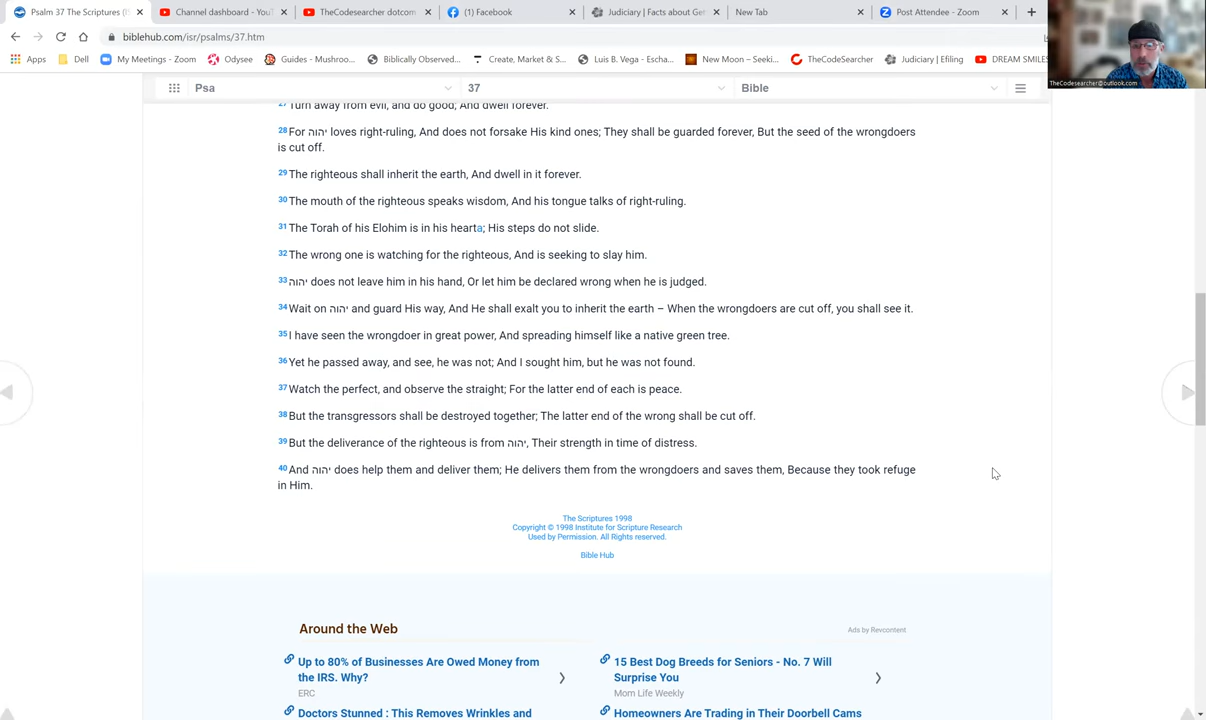 Psalm 37 The Scriptures (I
Channel dashboard - YouT
TheCodesearcher dotcom
(1) Facebook
Judiciary | Facts about Get
New Tab
Post Attendee - Zoom
biblehub.com/isr/psalms/37.htm
Apps
Dell
My Meetings - Zoom
Odysee
Guides - Mushroo...
Biblically Observed...
Create, Market & S...
Luis B. Vega - Escha...
New Moon – Seeki...
TheCodeSearcher
Judiciary | Efiling
DREAM SMILES
TheCodesearcher@outlook.com
Psa
37
Bible
27 Turn away from evil, and do good; And dwell forever.
28 For יהוה loves right-ruling, And does not forsake His kind ones; They shall be guarded forever, But the seed of the wrongdoers
is cut off.
29 The righteous shall inherit the earth, And dwell in it forever.
30 The mouth of the righteous speaks wisdom, And his tongue talks of right-ruling.
31 The Torah of his Elohim is in his hearta; His steps do not slide.
32 The wrong one is watching for the righteous, And is seeking to slay him.
33 יהוה does not leave him in his hand, Or let him be declared wrong when he is judged.
34 Wait on יהוה and guard His way, And He shall exalt you to inherit the earth – When the wrongdoers are cut off, you shall see it.
35 I have seen the wrongdoer in great power, And spreading himself like a native green tree.
36 Yet he passed away, and see, he was not; And I sought him, but he was not found.
37 Watch the perfect, and observe the straight; For the latter end of each is peace.
38 But the transgressors shall be destroyed together; The latter end of the wrong shall be cut off.
39 But the deliverance of the righteous is from יהוה, Their strength in time of distress.
40 And יהוה does help them and deliver them; He delivers them from the wrongdoers and saves them, Because they took refuge
in Him.
The Scriptures 1998
Copyright © 1998 Institute for Scripture Research
Used by Permission. All Rights reserved.
Bible Hub
Around the Web
Ads by Revcontent
Up to 80% of Businesses Are Owed Money from
the IRS. Why?
ERC
15 Best Dog Breeds for Seniors - No. 7 Will
Surprise You
Mom Life Weekly
Doctors Stunned : This Removes Wrinkles and
Homeowners Are Trading in Their Doorbell Cams